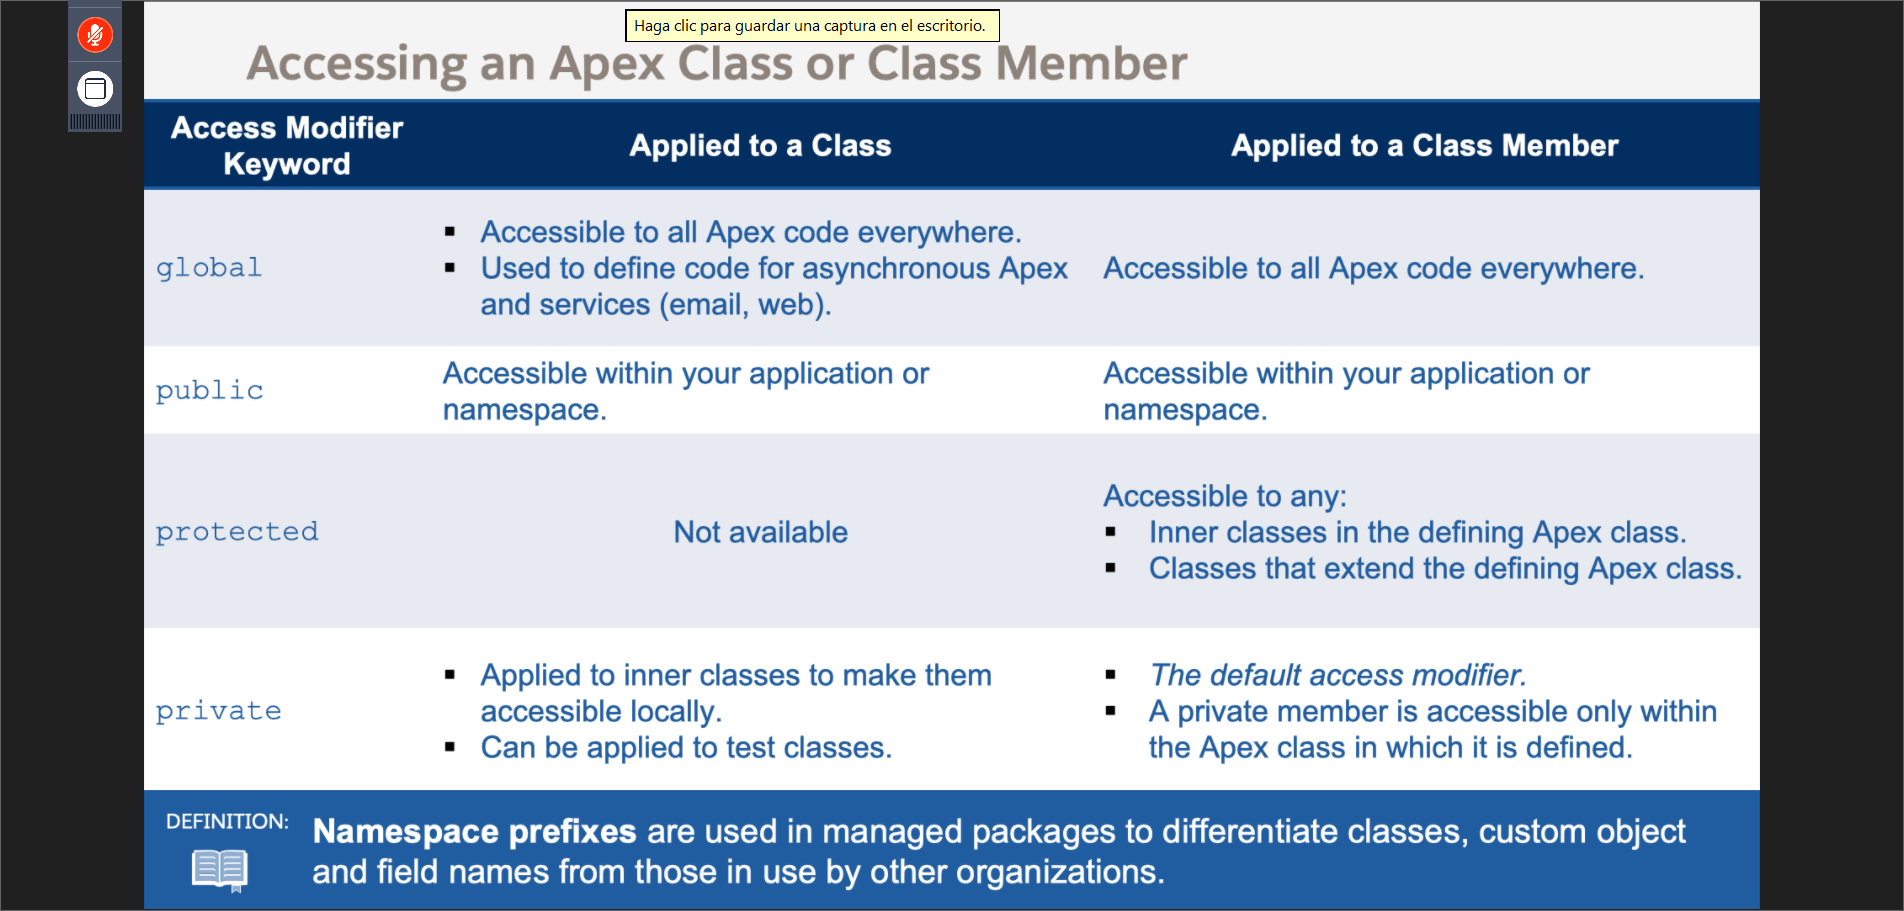 Haga clic para guardar una captura en el escritorio.
Accessing an Apex Class or Class Member
Access Modifier
Keyword
Applied to a Class
Applied to a Class Member
global
▪ Accessible to all Apex code everywhere.
▪ Used to define code for asynchronous Apex
and services (email, web).
Accessible to all Apex code everywhere.
public
Accessible within your application or
namespace.
Accessible within your application or
namespace.
protected
Not available
Accessible to any:
▪ Inner classes in the defining Apex class.
▪ Classes that extend the defining Apex class.
private
▪ Applied to inner classes to make them
accessible locally.
▪ Can be applied to test classes.
▪ The default access modifier.
▪ A private member is accessible only within
the Apex class in which it is defined.
DEFINITION:
Namespace prefixes are used in managed packages to differentiate classes, custom object
and field names from those in use by other organizations.